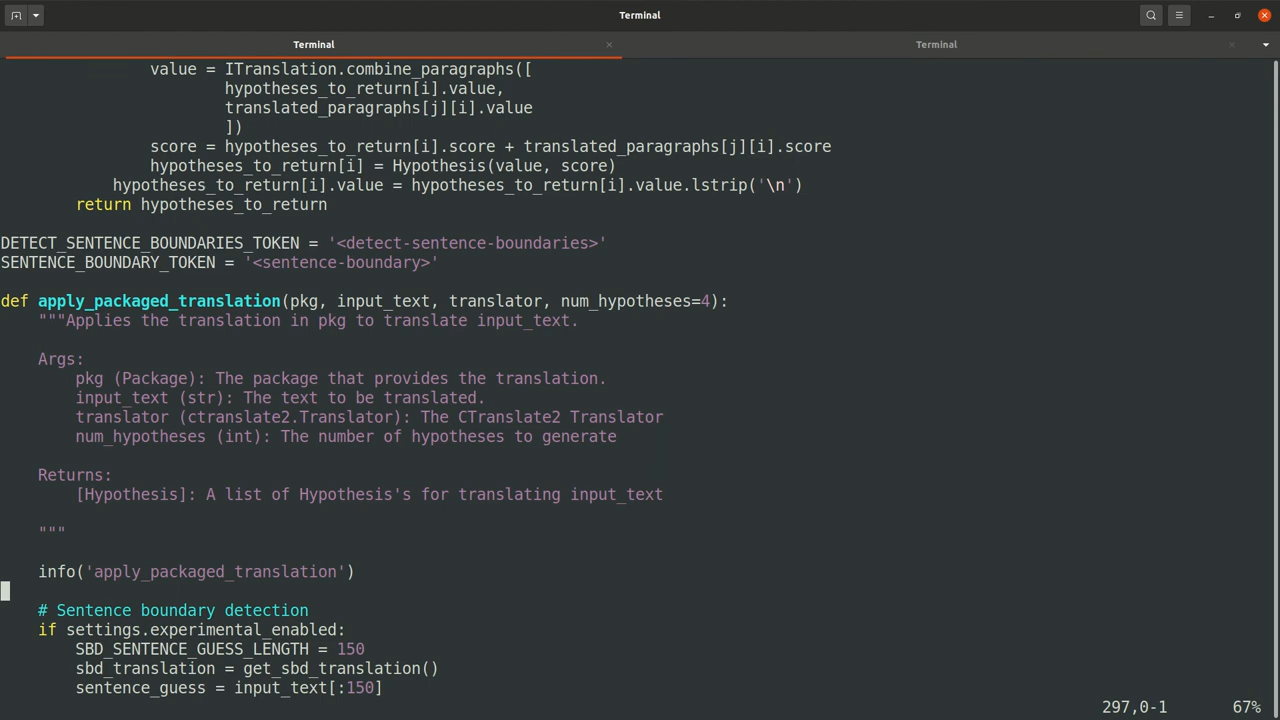 Terminal
Terminal
Terminal
            value = ITranslation.combine_paragraphs([
                    hypotheses_to_return[i].value,
                    translated_paragraphs[j][i].value
                    ])
            score = hypotheses_to_return[i].score + translated_paragraphs[j][i].score
            hypotheses_to_return[i] = Hypothesis(value, score)
        hypotheses_to_return[i].value = hypotheses_to_return[i].value.lstrip('\n')
    return hypotheses_to_return
DETECT_SENTENCE_BOUNDARIES_TOKEN = '<detect-sentence-boundaries>'
SENTENCE_BOUNDARY_TOKEN = '<sentence-boundary>'
def apply_packaged_translation(pkg, input_text, translator, num_hypotheses=4):
    """Applies the translation in pkg to translate input_text.
    Args:
        pkg (Package): The package that provides the translation.
        input_text (str): The text to be translated.
        translator (ctranslate2.Translator): The CTranslate2 Translator
        num_hypotheses (int): The number of hypotheses to generate
    Returns:
        [Hypothesis]: A list of Hypothesis's for translating input_text
    """
    info('apply_packaged_translation')
    # Sentence boundary detection
    if settings.experimental_enabled:
        SBD_SENTENCE_GUESS_LENGTH = 150
        sbd_translation = get_sbd_translation()
        sentence_guess = input_text[:150]
297,0-1 67%